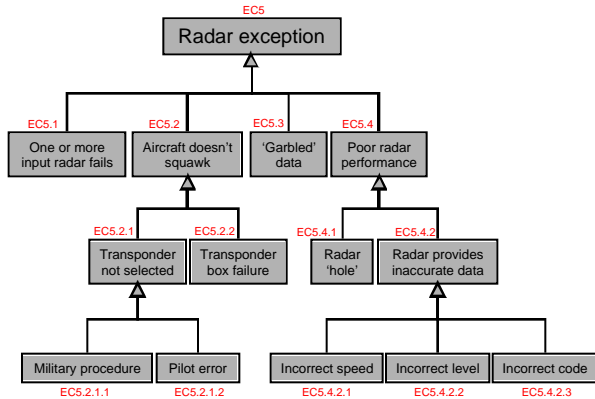 EC5
Radar exception
EC5.1
EC5.2
EC5.3
EC5.4
One or more
input radar fails
Aircraft doesn't
squawk
‘Garbled’
data
Poor radar
performance
EC5.2.1
EC5.2.2
EC5.4.1
EC5.4.2
Transponder
not selected
Transponder
box failure
Radar
‘hole’
Radar provides
inaccurate data
Military procedure
Pilot error
Incorrect speed
Incorrect level
Incorrect code
EC5.2.1.1
EC5.2.1.2
EC5.4.2.1
EC5.4.2.2
EC5.4.2.3